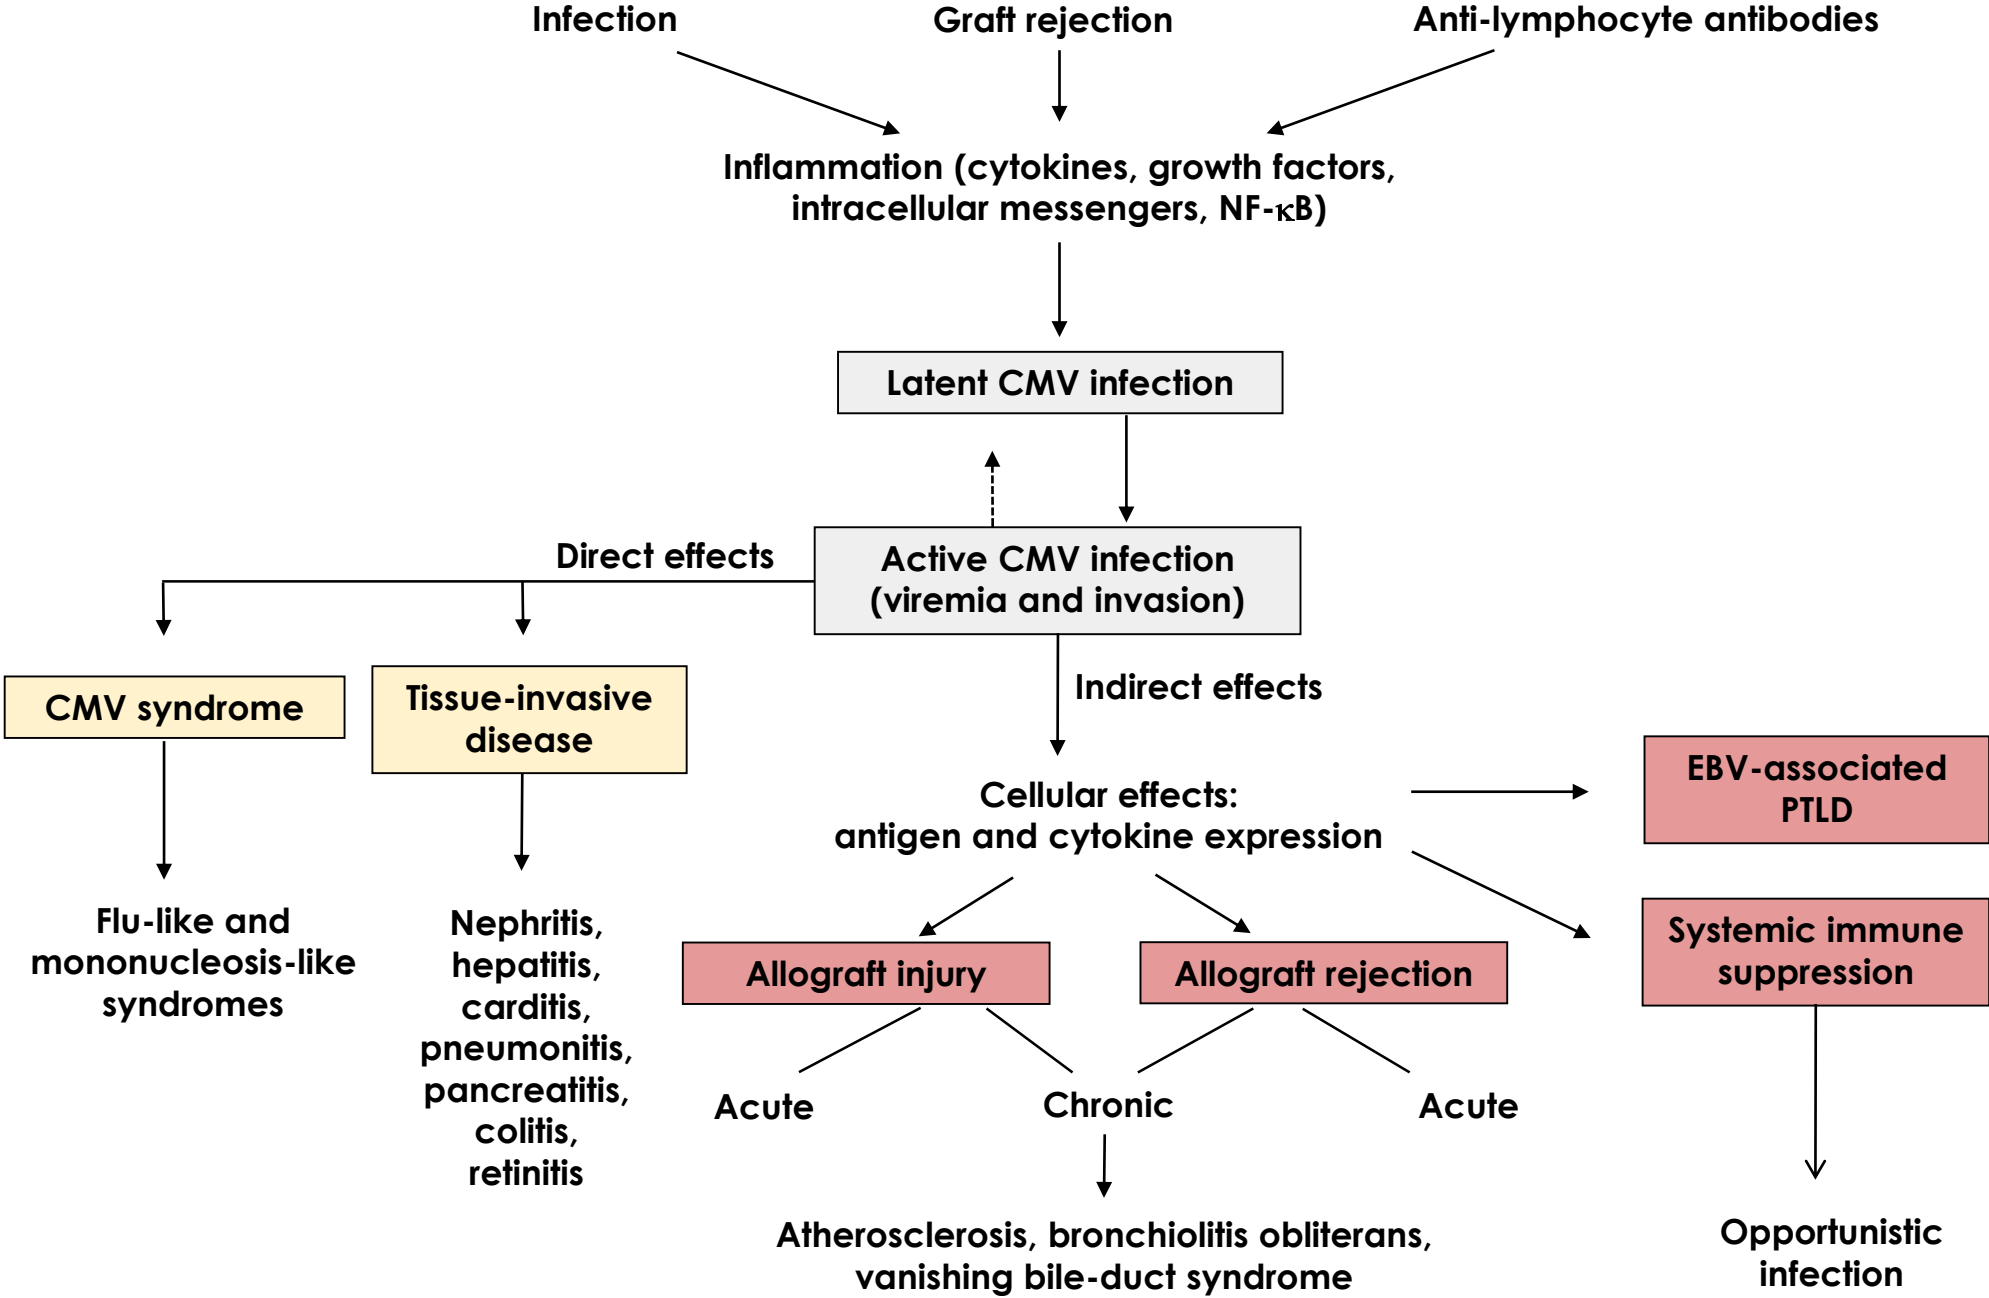 Infection
Graft rejection
Anti-lymphocyte antibodies
Inflammation (cytokines, growth factors,
intracellular messengers, NF-κB)
Latent CMV infection
Direct effects
Active CMV infection
(viremia and invasion)
CMV syndrome
Tissue-invasive
disease
Indirect effects
Cellular effects:
antigen and cytokine expression
EBV-associated
PTLD
Flu-like and
mononucleosis-like
syndromes
Nephritis,
hepatitis,
carditis,
pneumonitis,
pancreatitis,
colitis,
retinitis
Allograft injury
Allograft rejection
Systemic immune
suppression
Acute
Chronic
Acute
Atherosclerosis, bronchiolitis obliterans,
vanishing bile-duct syndrome
Opportunistic
infection